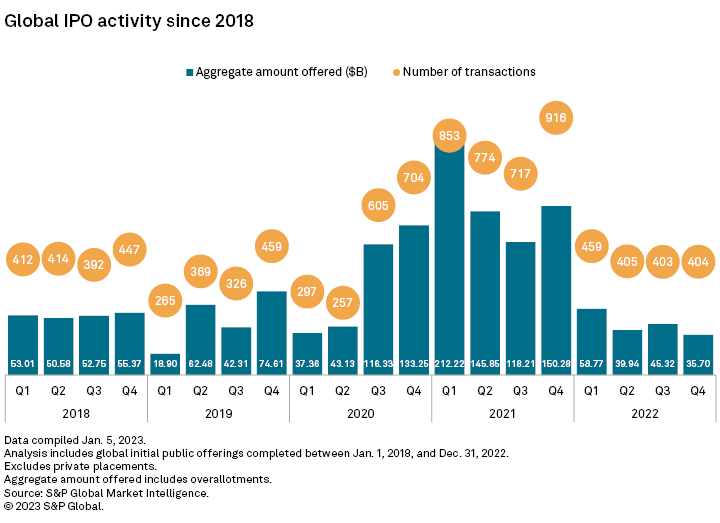 Global IPO activity since 2018
Aggregate amount offered ($B) Number of transactions
916
853
774
717
704
605
459
447
459
412 414 392
369
405 403 404
326
297
265
257
53.01 50.58 52.75 55.37 18.90 62.48 42.31 74.61 37.36 43.13 116.33 133.25 212.22 145.85 118.21 150.28 58.77 39.94 45.32 35.70
Q1 Q2 Q3 Q4 Q1 Q2 Q3 Q4 Q1 Q2 Q3 Q4 Q1 Q2 Q3 Q4 Q1 Q2 Q3 Q4
2018 2019 2020 2021 2022
Data compiled Jan. 5, 2023.
Analysis includes global initial public offerings completed between Jan. 1, 2018, and Dec. 31, 2022.
Excludes private placements.
Aggregate amount offered includes overallotments.
Source: S&P Global Market Intelligence.
© 2023 S&P Global.